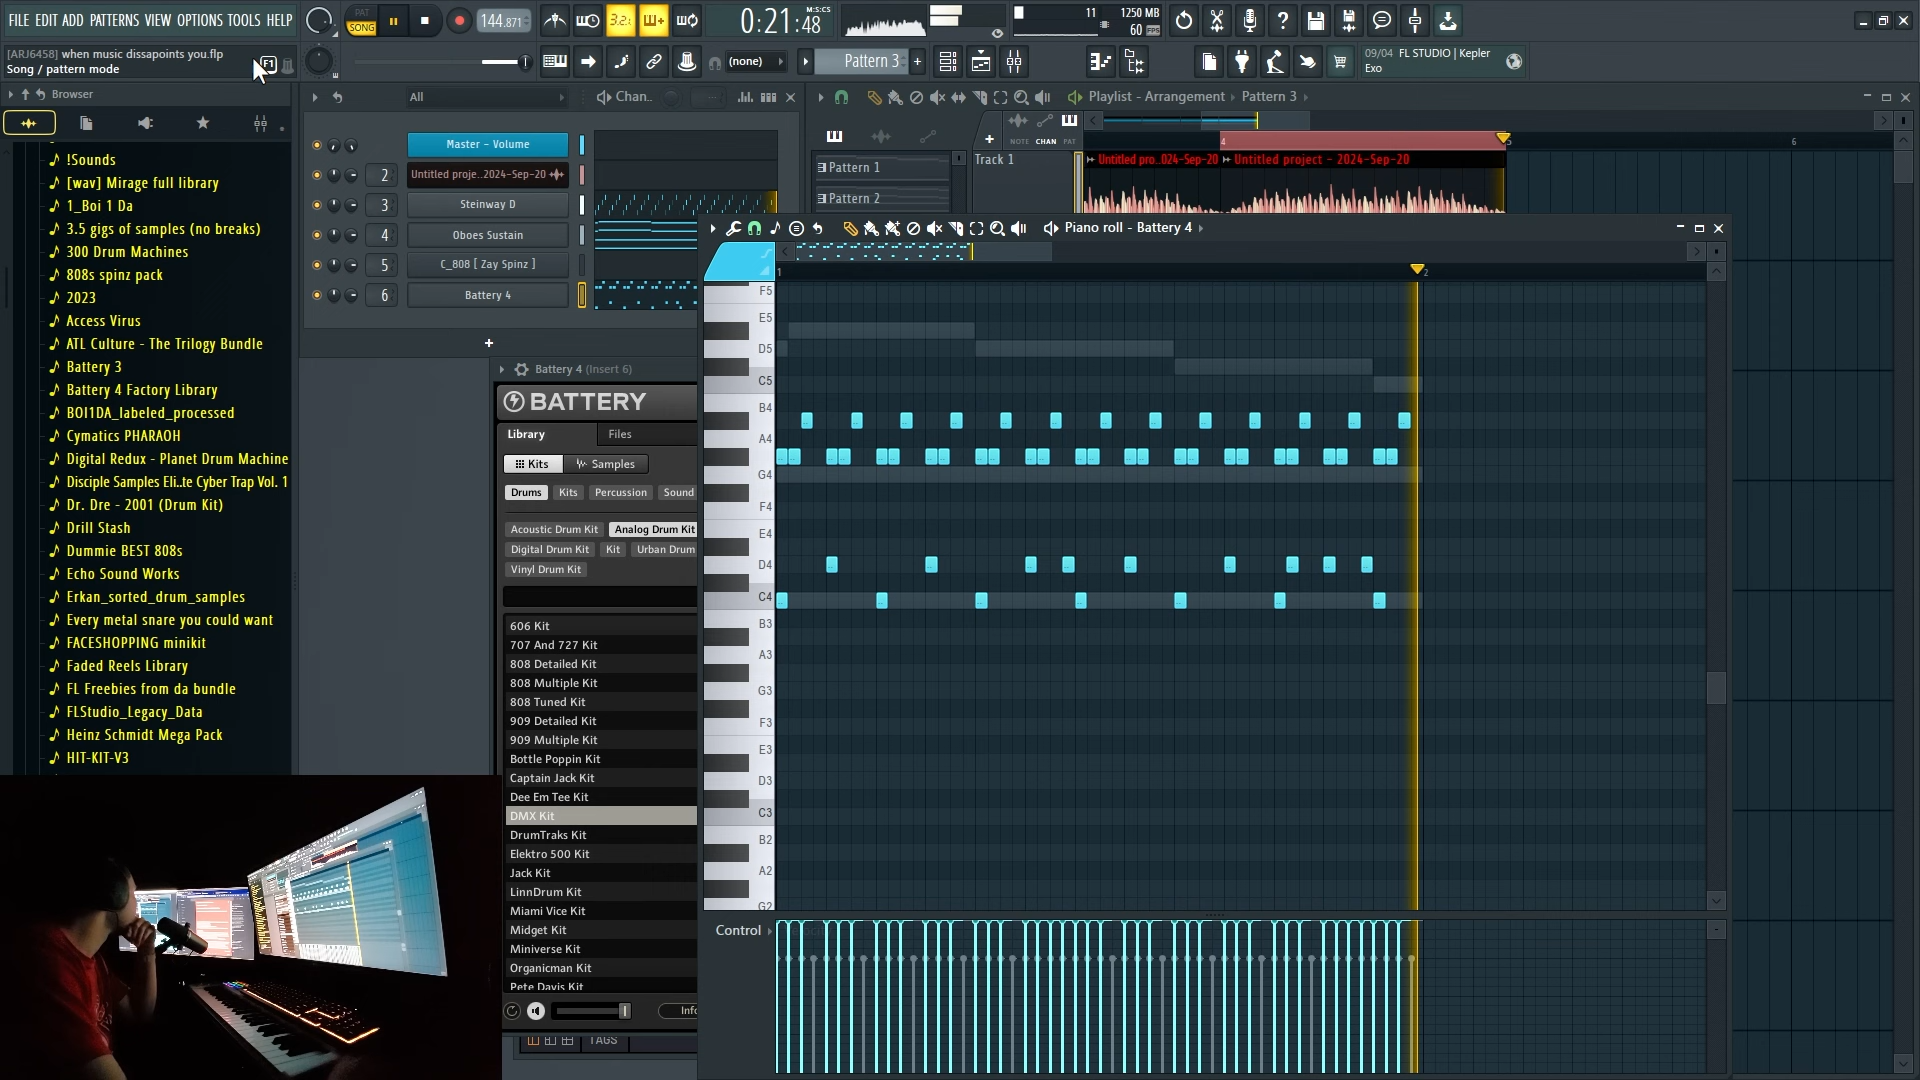 FILE EDIT ADD PATTERNS VIEW OPTIONS TOOLS HELP
PAT
SONG
144.871
3.2.
0:21:48
M:S:CS
11
1250 MB
60 FPS
[ARJ6458] when music dissapoints you.flp
Song / pattern mode
F1
(none)
Pattern 3
+
09/04 FL STUDIO | Kepler
Exo
Browser
All
Chan..
Playlist - Arrangement
Pattern 3
!Sounds
[wav] Mirage full library
1_Boi 1 Da
3.5 gigs of samples (no breaks)
300 Drum Machines
808s spinz pack
2023
Access Virus
ATL Culture - The Trilogy Bundle
Battery 3
Battery 4 Factory Library
BOI1DA_labeled_processed
Cymatics PHARAOH
Digital Redux - Planet Drum Machine
Disciple Samples Eli..te Cyber Trap Vol. 1
Dr. Dre - 2001 (Drum Kit)
Drill Stash
Dummie BEST 808s
Echo Sound Works
Erkan_sorted_drum_samples
Every metal snare you could want
FACESHOPPING minikit
Faded Reels Library
FL Freebies from da bundle
FLStudio_Legacy_Data
Heinz Schmidt Mega Pack
HIT-KIT-V3
Master - Volume
2 Untitled proje..2024-Sep-20
3 Steinway D
4 Oboes Sustain
5 C_808 [ Zay Spinz ]
6 Battery 4
+
Pattern 1
Pattern 2
+
NOTE CHAN PAT
4
5
6
Track 1
Untitled pro..024-Sep-20
Untitled project - 2024-Sep-20
Piano roll - Battery 4
1
2
F5
E5
D5
C5
B4
A4
G4
F4
E4
D4
C4
B3
A3
G3
F3
E3
D3
C3
B2
A2
G2
Control
Battery 4 (Insert 6)
BATTERY
Library
Files
Kits
Samples
Drums
Kits
Percussion
Sound
Acoustic Drum Kit
Analog Drum Kit
Digital Drum Kit
Kit
Urban Drum
Vinyl Drum Kit
606 Kit
707 And 727 Kit
808 Detailed Kit
808 Multiple Kit
808 Tuned Kit
909 Detailed Kit
909 Multiple Kit
Bottle Poppin Kit
Captain Jack Kit
Dee Em Tee Kit
DMX Kit
DrumTraks Kit
Elektro 500 Kit
Jack Kit
LinnDrum Kit
Miami Vice Kit
Midget Kit
Miniverse Kit
Organicman Kit
Pete Davis Kit
Info
TAGS